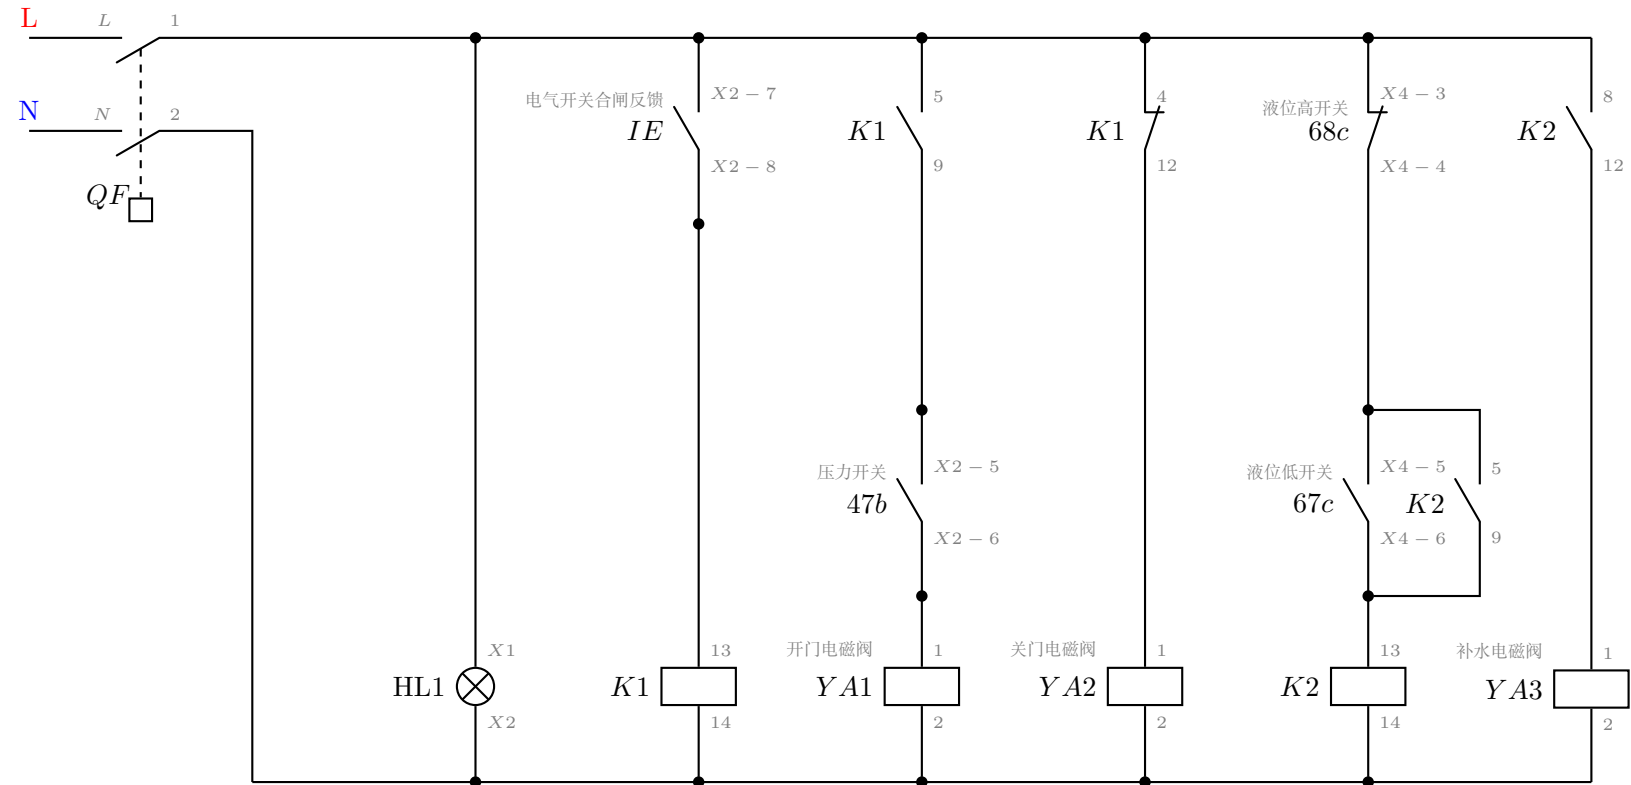 L L 1
N N 2
QF
HL1 X1 X2
电气开关合闸反馈
IE X2-7 X2-8
K1 13 14
K1 5 9
压力开关
47b X2-5 X2-6
开门电磁阀
YA1 1 2
K1 4 12
关门电磁阀
YA2 1 2
液位高开关
68c X4-3 X4-4
液位低开关
67c X4-5 X4-6
K2 5 9
K2 13 14
K2 8 12
补水电磁阀
YA3 1 2